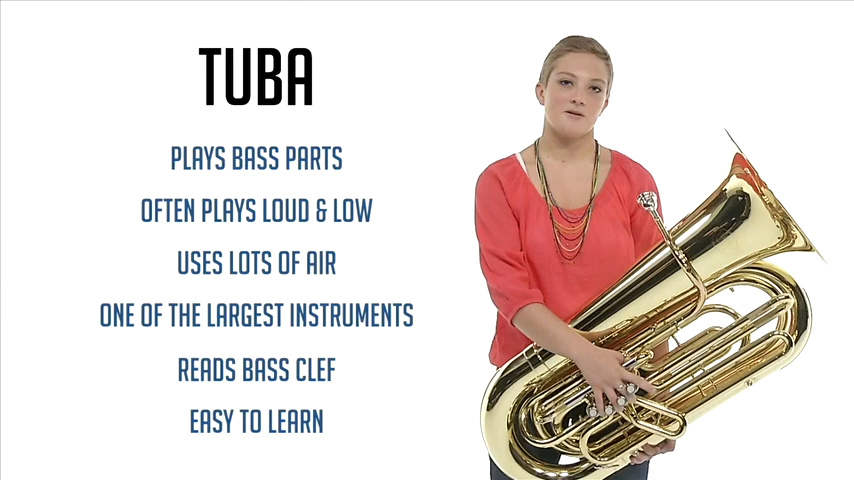 TUBA
PLAYS BASS PARTS
OFTEN PLAYS LOUD & LOW
USES LOTS OF AIR
ONE OF THE LARGEST INSTRUMENTS
READS BASS CLEF
EASY TO LEARN